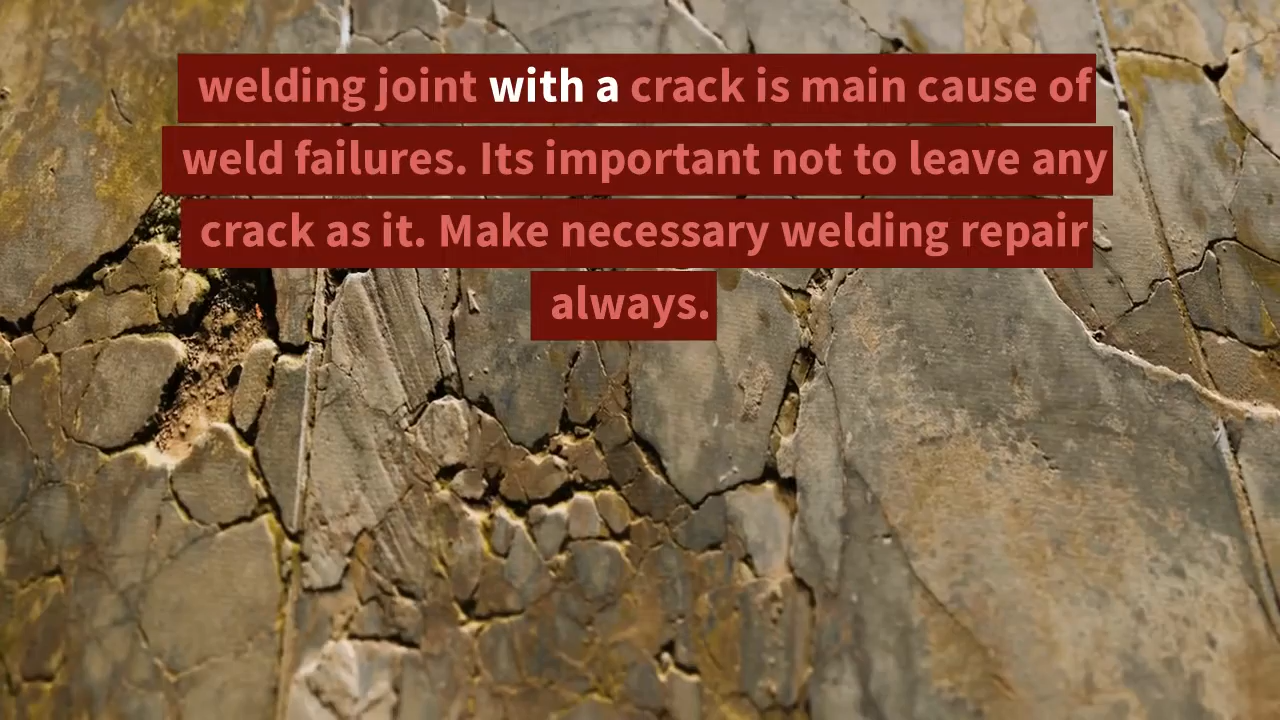 welding joint with a crack is main cause of
weld failures. Its important not to leave any
crack as it. Make necessary welding repair
always.